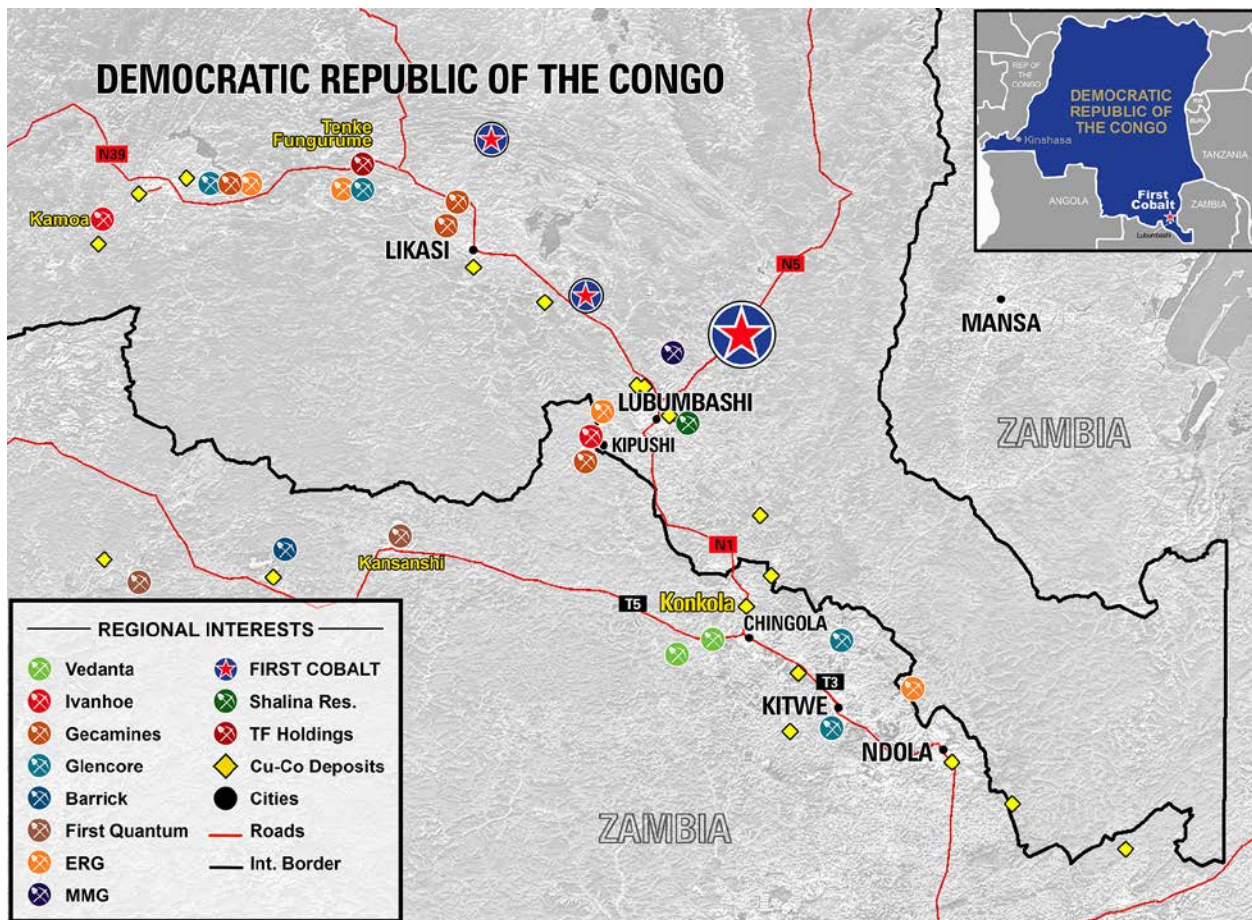 DEMOCRATIC REPUBLIC OF THE CONGO
REP OF
THE
CONGO
DEMOCRATIC
REPUBLIC OF
THE CONGO
RW
BURU
Kinshasa
TANZANIA
ANGOLA
First
Cobalt
ZAMBIA
Lubumbashi
Tenke
Fungurume
N39
Kamoa
LIKASI
N5
MANSA
LUBUMBASHI
KIPUSHI
ZAMBIA
N1
Kansanshi
T5
Konkola
CHINGOLA
T3
KITWE
NDOLA
ZAMBIA
REGIONAL INTERESTS
Vedanta
Ivanhoe
Gecamines
Glencore
Barrick
First Quantum
ERG
MMG
FIRST COBALT
Shalina Res.
TF Holdings
Cu-Co Deposits
Cities
Roads
Int. Border